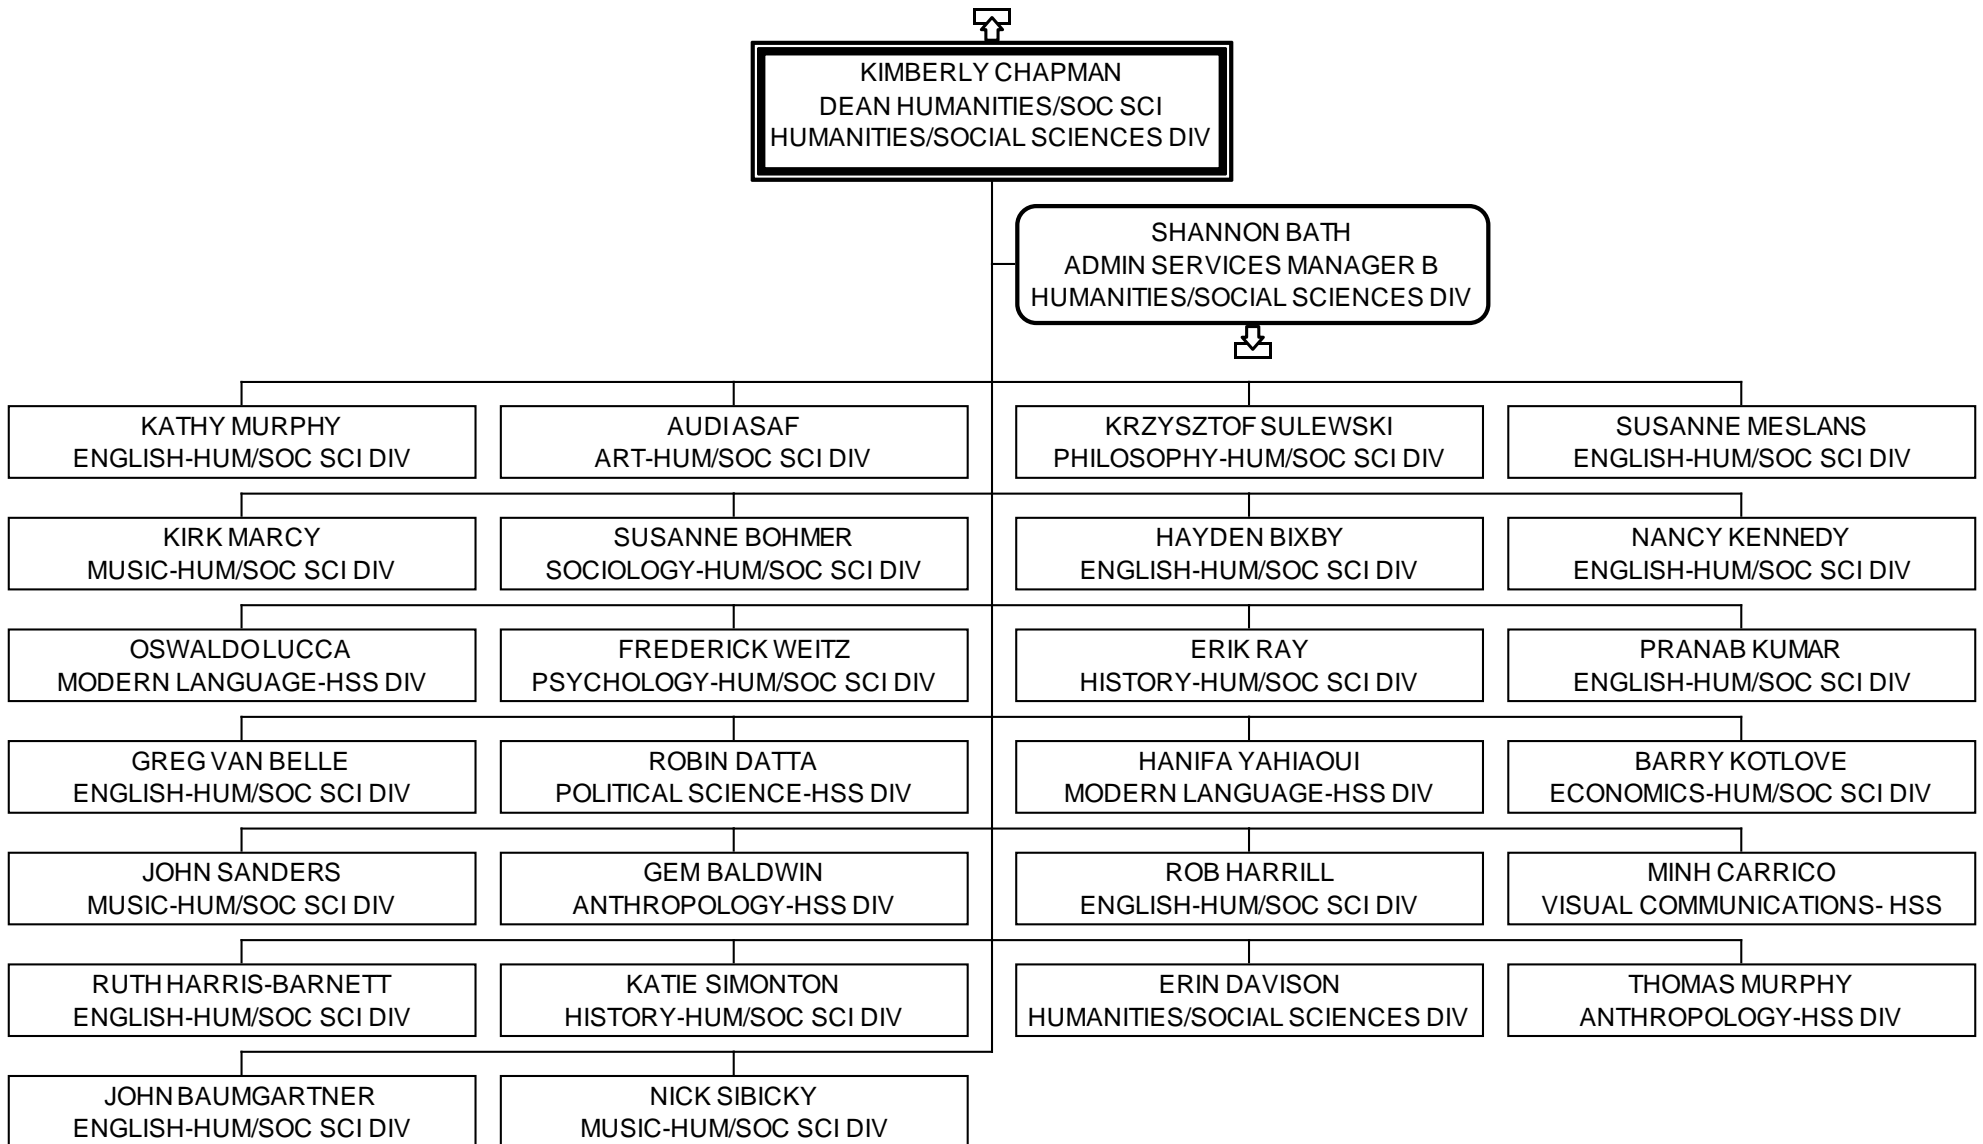 KIMBERLY CHAPMAN
DEAN HUMANITIES/SOC SCI
HUMANITIES/SOCIAL SCIENCES DIV
SHANNON BATH
ADMIN SERVICES MANAGER B
HUMANITIES/SOCIAL SCIENCES DIV
KATHY MURPHY
ENGLISH-HUM/SOC SCI DIV
AUDI ASAF
ART-HUM/SOC SCI DIV
KRZYSZTOF SULEWSKI
PHILOSOPHY-HUM/SOC SCI DIV
SUSANNE MESLANS
ENGLISH-HUM/SOC SCI DIV
KIRK MARCY
MUSIC-HUM/SOC SCI DIV
SUSANNE BOHMER
SOCIOLOGY-HUM/SOC SCI DIV
HAYDEN BIXBY
ENGLISH-HUM/SOC SCI DIV
NANCY KENNEDY
ENGLISH-HUM/SOC SCI DIV
OSWALDO LUCCA
MODERN LANGUAGE-HSS DIV
FREDERICK WEITZ
PSYCHOLOGY-HUM/SOC SCI DIV
ERIK RAY
HISTORY-HUM/SOC SCI DIV
PRANAB KUMAR
ENGLISH-HUM/SOC SCI DIV
GREG VAN BELLE
ENGLISH-HUM/SOC SCI DIV
ROBIN DATTA
POLITICAL SCIENCE-HSS DIV
HANIFA YAHIAOUI
MODERN LANGUAGE-HSS DIV
BARRY KOTLOVE
ECONOMICS-HUM/SOC SCI DIV
JOHN SANDERS
MUSIC-HUM/SOC SCI DIV
GEM BALDWIN
ANTHROPOLOGY-HSS DIV
ROB HARRILL
ENGLISH-HUM/SOC SCI DIV
MINH CARRICO
VISUAL COMMUNICATIONS- HSS
RUTH HARRIS-BARNETT
ENGLISH-HUM/SOC SCI DIV
KATIE SIMONTON
HISTORY-HUM/SOC SCI DIV
ERIN DAVISON
HUMANITIES/SOCIAL SCIENCES DIV
THOMAS MURPHY
ANTHROPOLOGY-HSS DIV
JOHN BAUMGARTNER
ENGLISH-HUM/SOC SCI DIV
NICK SIBICKY
MUSIC-HUM/SOC SCI DIV